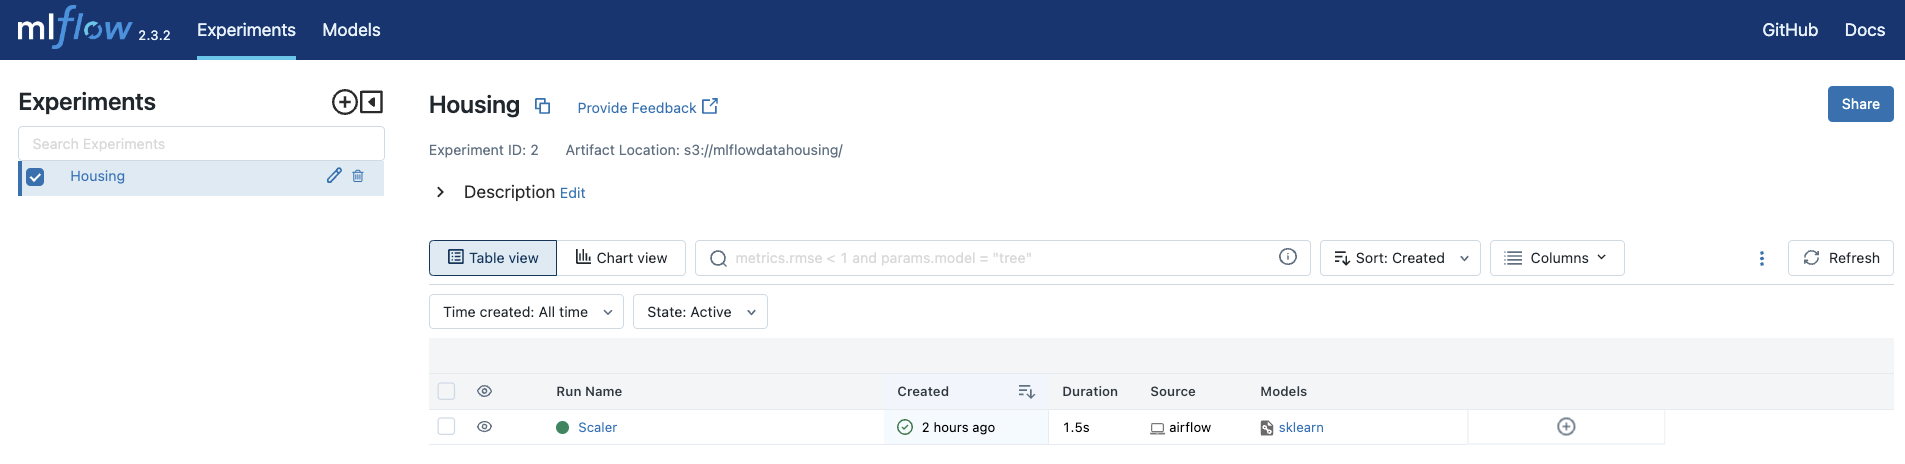 mlflow 2.3.2 Experiments Models GitHub Docs
Experiments
Search Experiments
Housing
Housing Provide Feedback Share
Experiment ID: 2 Artifact Location: s3://mlflowdatahousing/
Description Edit
Table view Chart view metrics.rmse < 1 and params.model = "tree" Sort: Created Columns Refresh
Time created: All time State: Active
Run Name Created Duration Source Models
Scaler 2 hours ago 1.5s airflow sklearn